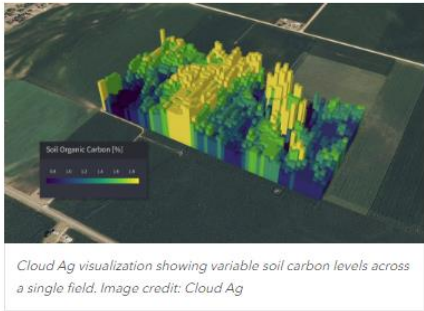 Soil Organic Carbon [%]
Cloud Ag visualization showing variable soil carbon levels across
a single field. Image credit: Cloud Ag